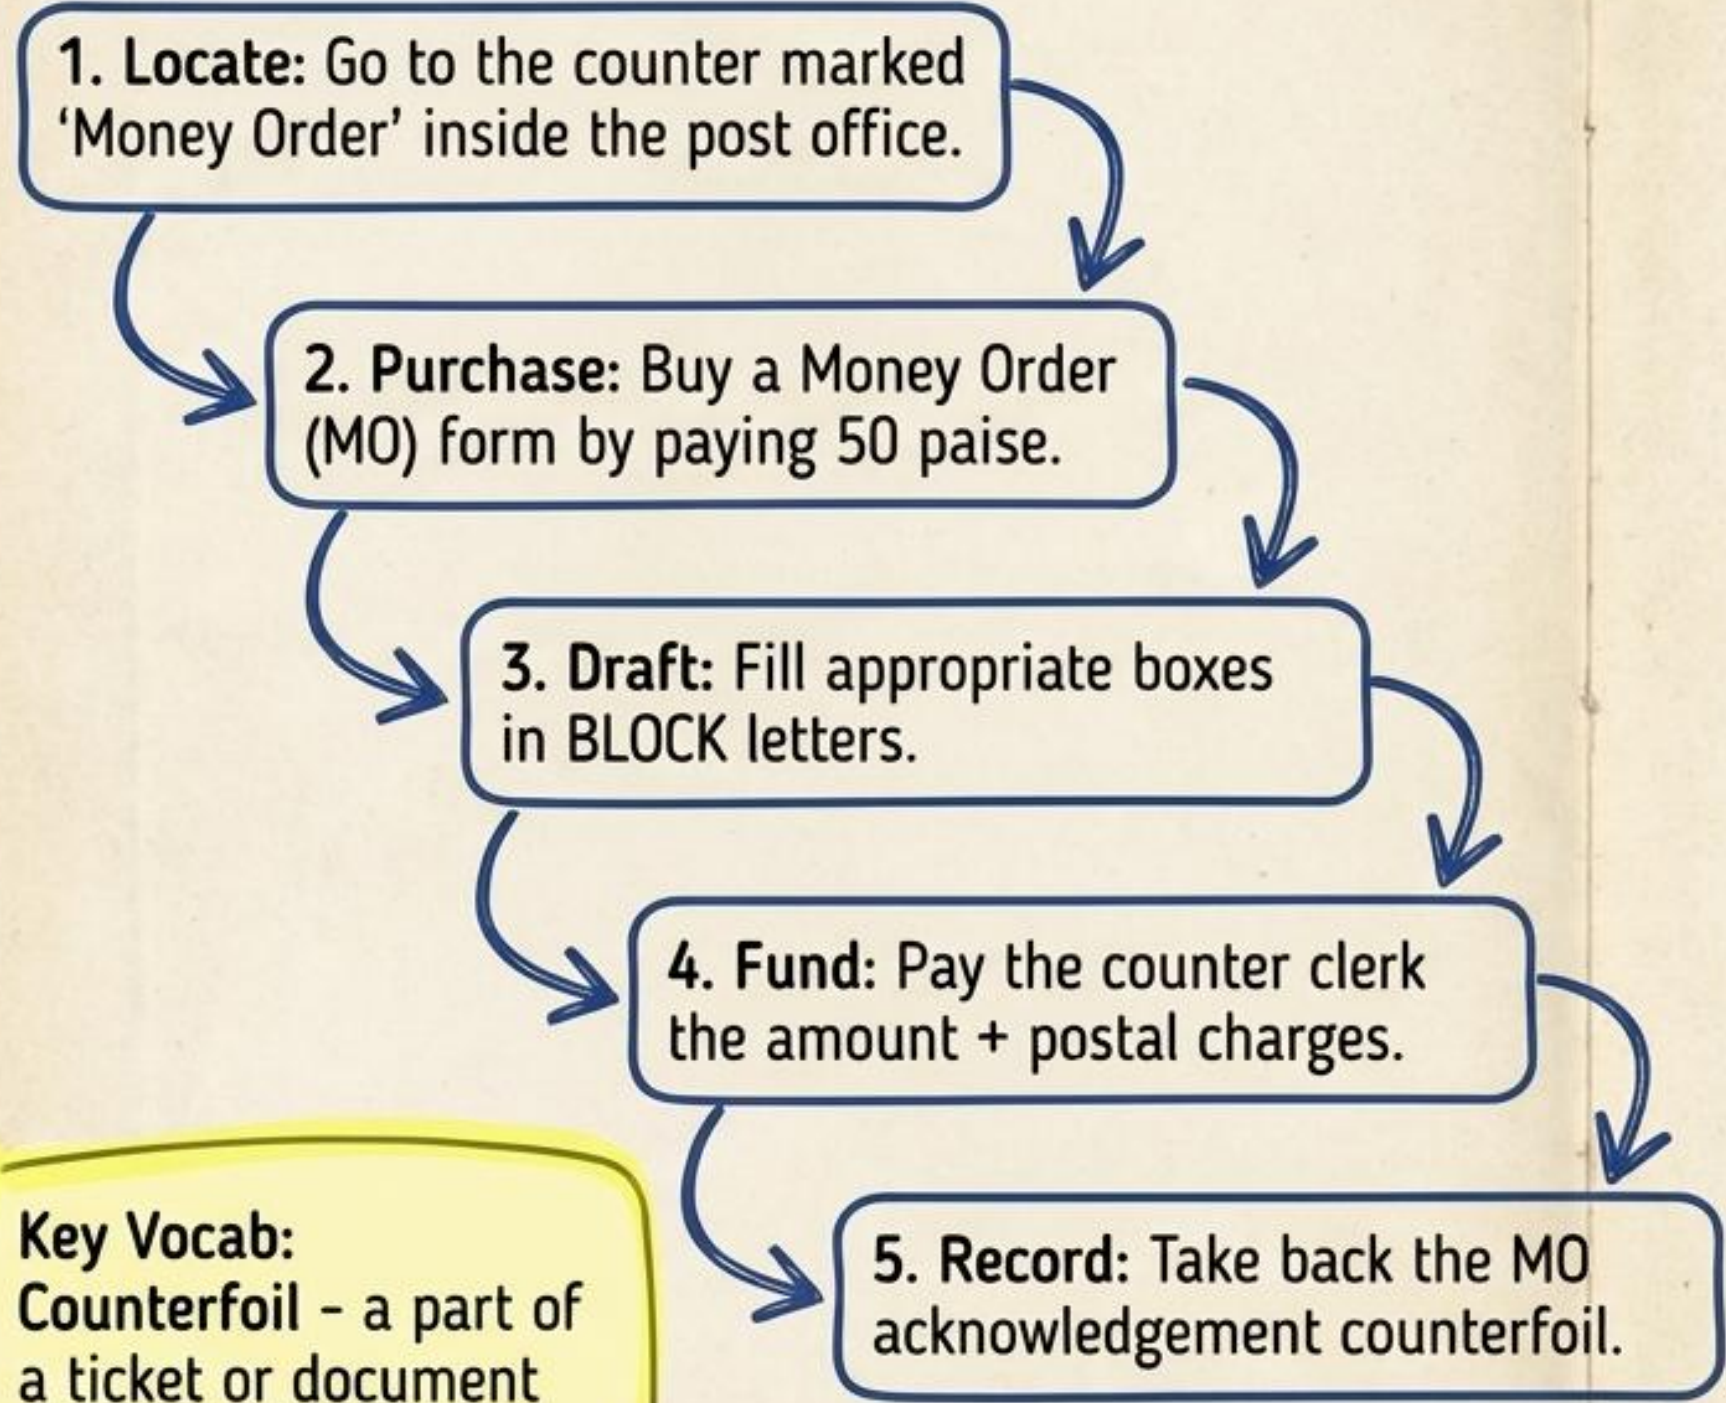 1. Locate: Go to the counter marked
‘Money Order’ inside the post office.
2. Purchase: Buy a Money Order
(MO) form by paying 50 paise.
3. Draft: Fill appropriate boxes
in BLOCK letters.
4. Fund: Pay the counter clerk
the amount + postal charges.
5. Record: Take back the MO
acknowledgement counterfoil.
Key Vocab:
Counterfoil - a part of
a ticket or document